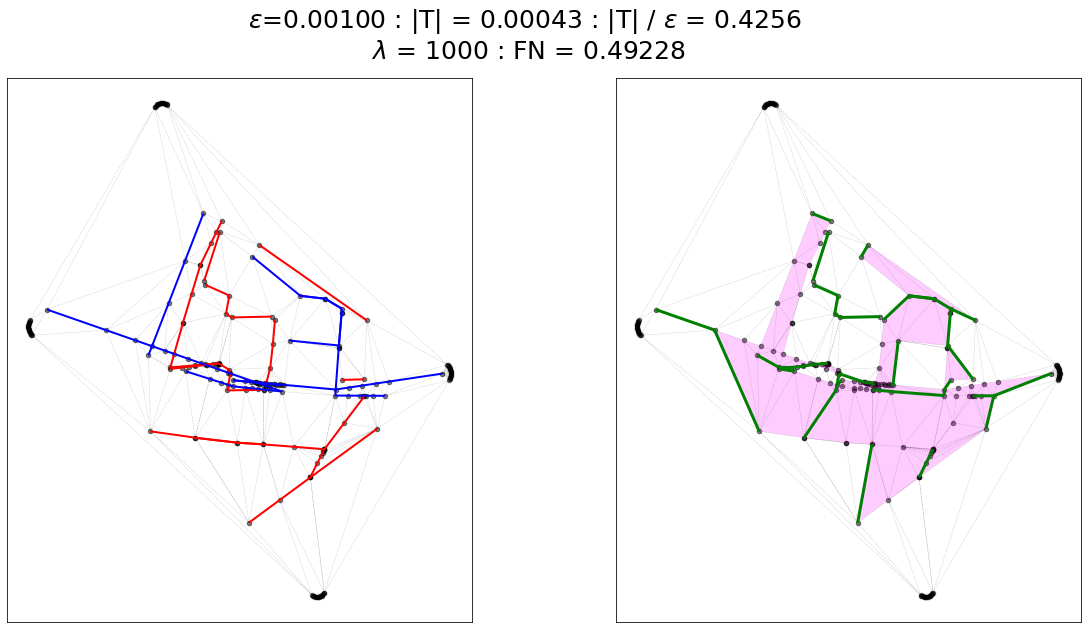 ε=0.00100 : |T| = 0.00043 : |T| / ε = 0.4256
λ = 1000 : FN = 0.49228